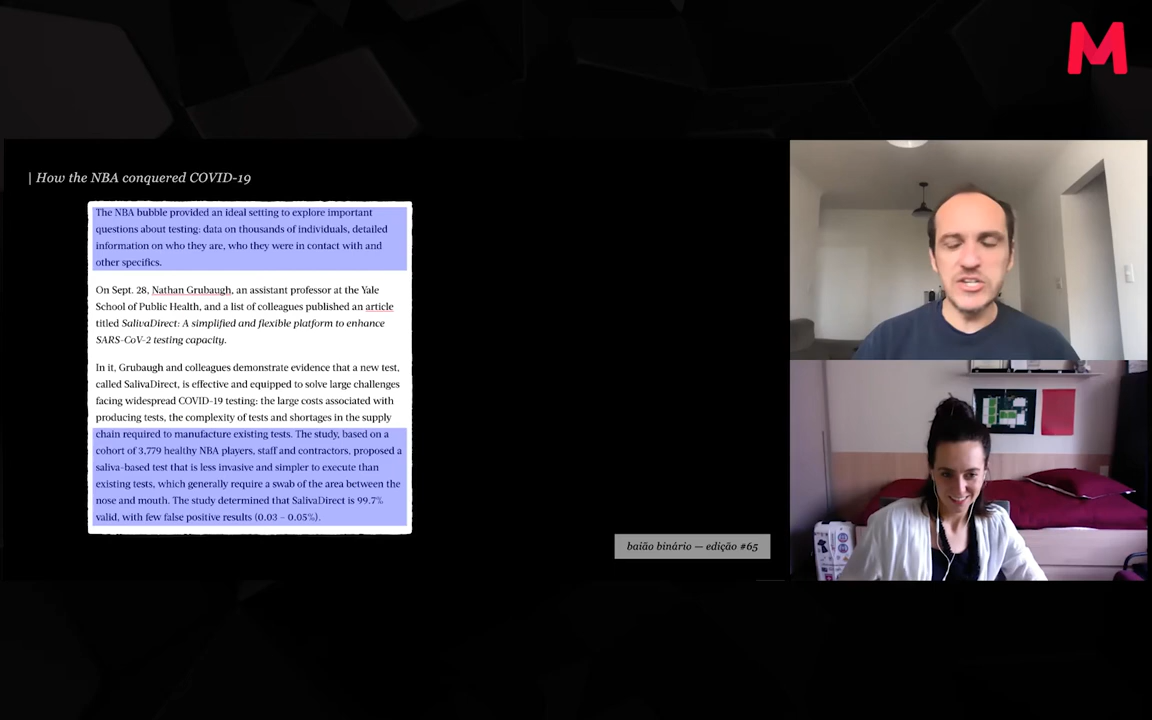 M
| How the NBA conquered COVID-19
The NBA bubble provided an ideal setting to explore important
questions about testing: data on thousands of individuals, detailed
information on who they are, who they were in contact with and
other specifics.
On Sept. 28, Nathan Grubaugh, an assistant professor at the Yale
School of Public Health, and a list of colleagues published an article
titled SalivaDirect: A simplified and flexible platform to enhance
SARS-CoV-2 testing capacity.
In it, Grubaugh and colleagues demonstrate evidence that a new test,
called SalivaDirect, is effective and equipped to solve large challenges
facing widespread COVID-19 testing: the large costs associated with
producing tests, the complexity of tests and shortages in the supply
chain required to manufacture existing tests. The study, based on a
cohort of 3,779 healthy NBA players, staff and contractors, proposed a
saliva-based test that is less invasive and simpler to execute than
existing tests, which generally require a swab of the area between the
nose and mouth. The study determined that SalivaDirect is 99.7%
valid, with few false positive results (0.03 – 0.05%).
baião binário — edição #65